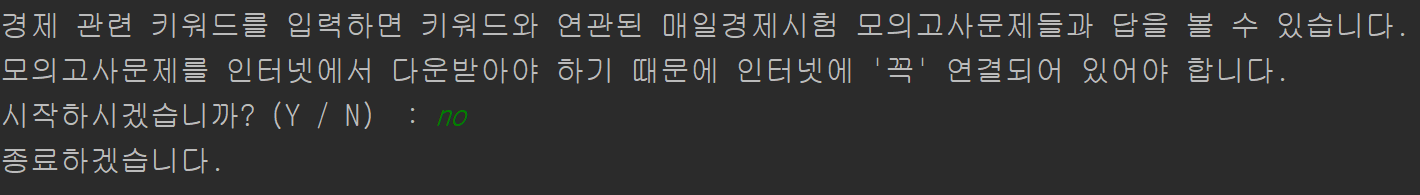 경제 관련 키워드를 입력하면 키워드와 연관된 매일경제시험 모의고사문제들과 답을 볼 수 있습니다.
모의고사문제를 인터넷에서 다운받아야 하기 때문에 인터넷에 '꼭' 연결되어 있어야 합니다.
시작하시겠습니까? (Y / N)  : no
종료하겠습니다.